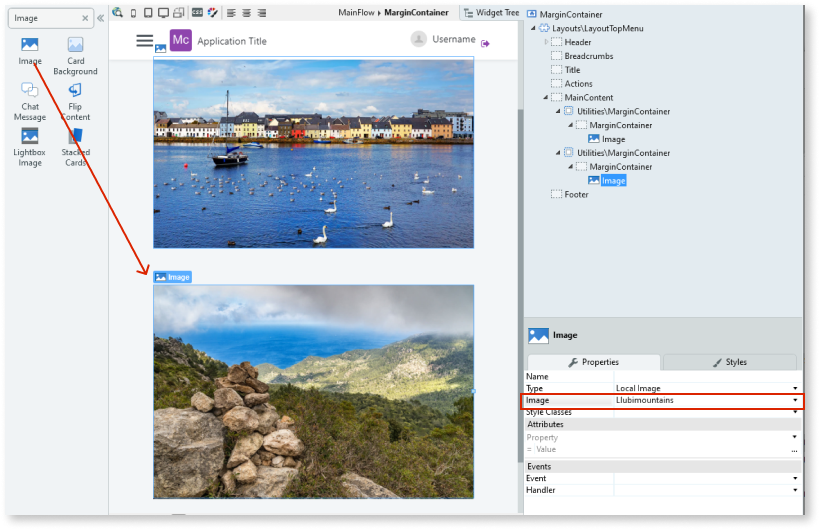 Image
Image
Card
Background
Chat
Message
Flip
Content
Lightbox
Image
Stacked
Cards
CSS
MainFlow ▸ MarginContainer
Widget Tree
Mc
Application Title
Username
Image
MarginContainer
Layouts\LayoutTopMenu
Header
Breadcrumbs
Title
Actions
MainContent
Utilities\MarginContainer
MarginContainer
Image
Utilities\MarginContainer
MarginContainer
Image
Footer
Image
Properties
Styles
Name
Type Local Image
Image Llubimountains
Style Classes
Attributes
Property
= Value ...
Events
Event
Handler